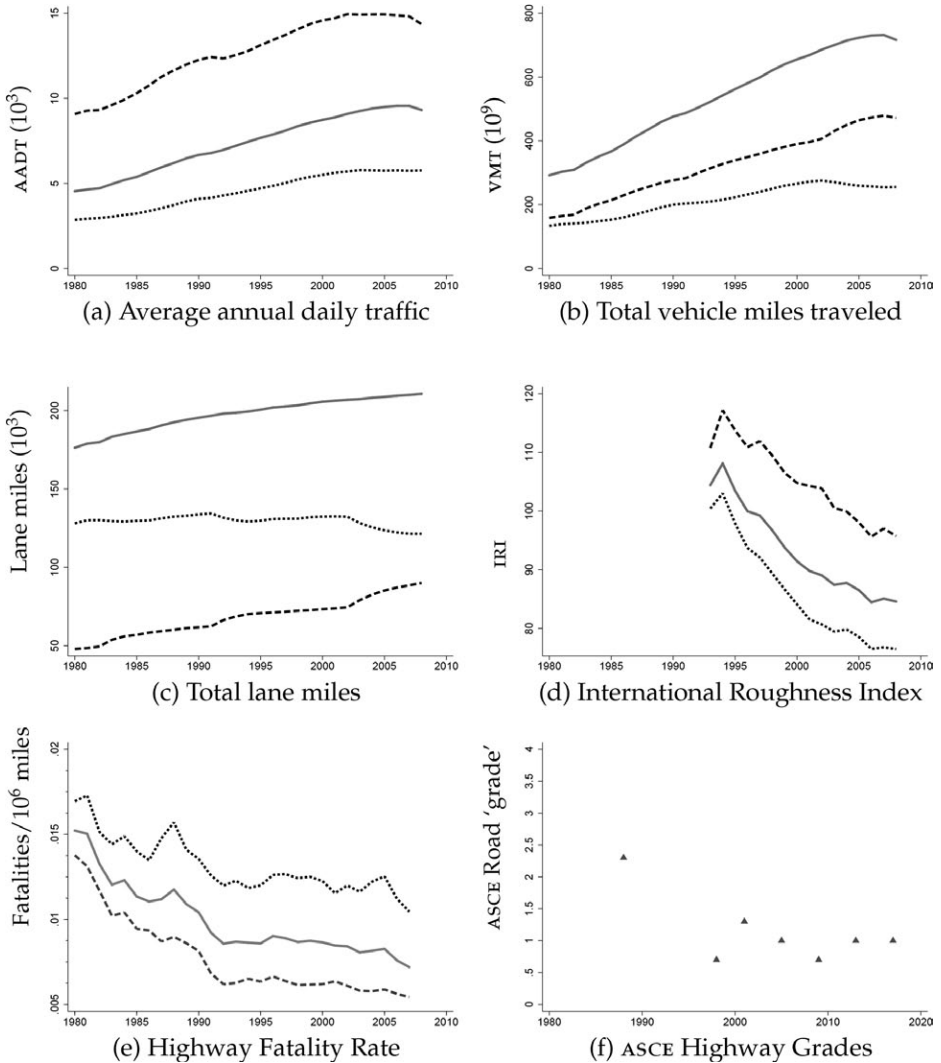 AADT (10³)
15
10
5
0
1980 1985 1990 1995 2000 2005 2010
(a) Average annual daily traffic
VMT (10⁹)
800
600
400
200
0
1980 1985 1990 1995 2000 2005 2010
(b) Total vehicle miles traveled
Lane miles (10³)
200
150
100
50
1980 1985 1990 1995 2000 2005 2010
(c) Total lane miles
IRI
120
110
100
90
80
1980 1985 1990 1995 2000 2005 2010
(d) International Roughness Index
Fatalities/10⁶ miles
.02
.015
.01
.005
1980 1985 1990 1995 2000 2005 2010
(e) Highway Fatality Rate
ASCE Road 'grade'
4
3.5
3
2.5
2
1.5
1
.5
0
1980 1990 2000 2010 2020
(f) ASCE Highway Grades